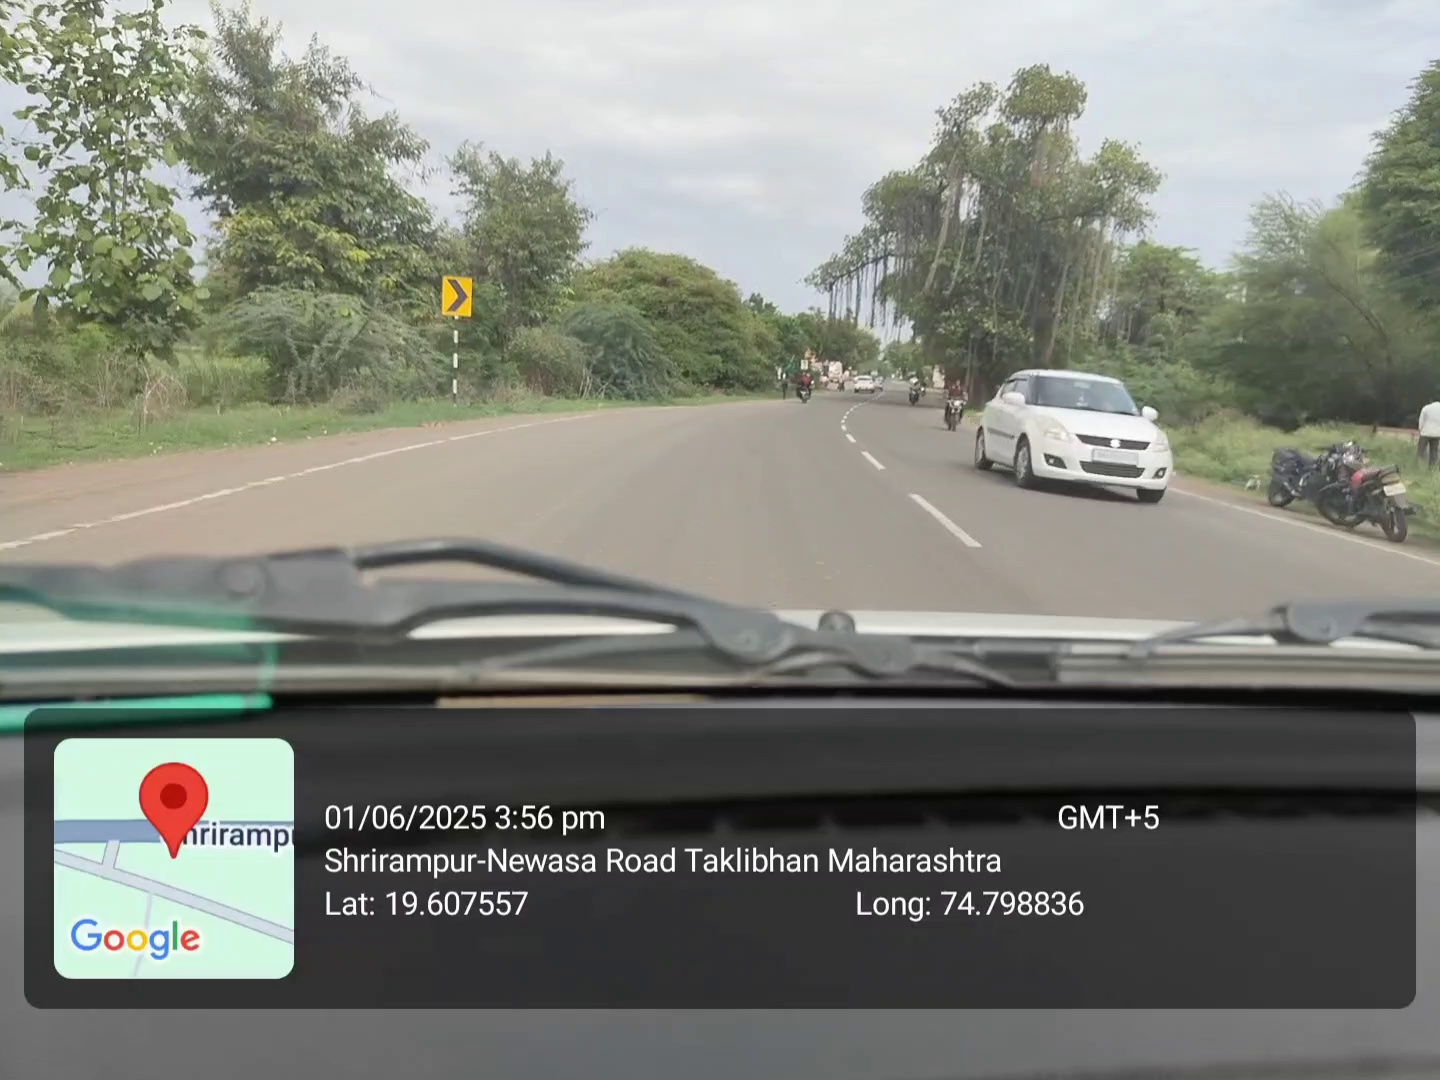 hrirampu
Google
01/06/2025 3:56 pm GMT+5
Shrirampur-Newasa Road Taklibhan Maharashtra
Lat: 19.607557 Long: 74.798836